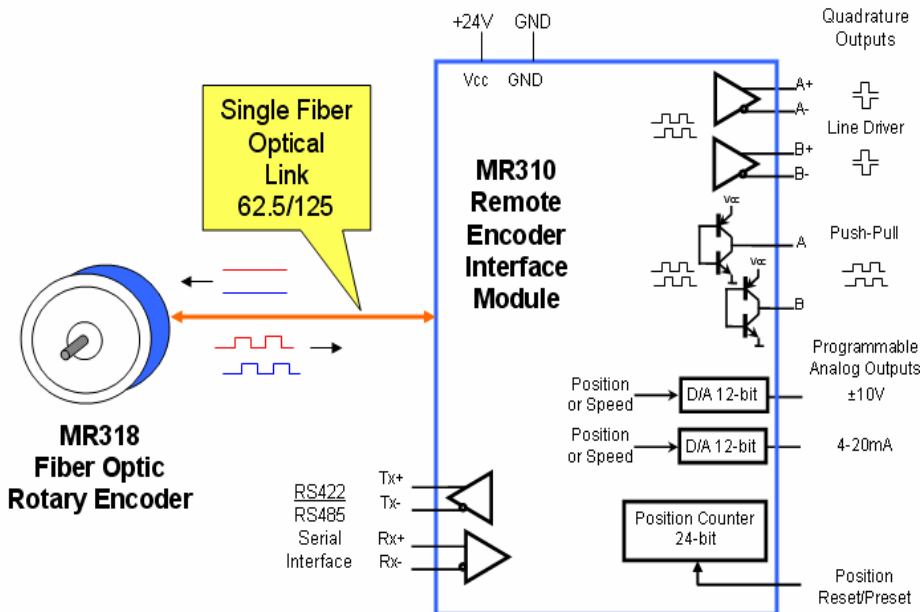 +24V GND
Quadrature
Outputs
Vcc GND
A+
A-
Line Driver
B+
B-
Single Fiber
Optical
Link
62.5/125
MR310
Remote
Encoder
Interface
Module
Vcc
A
Push-Pull
Vcc
B
Programmable
Analog Outputs
Position
or Speed
D/A 12-bit
±10V
Position
or Speed
D/A 12-bit
4-20mA
MR318
Fiber Optic
Rotary Encoder
RS422
RS485
Serial
Interface
Tx+
Tx-
Rx+
Rx-
Position Counter
24-bit
Position
Reset/Preset